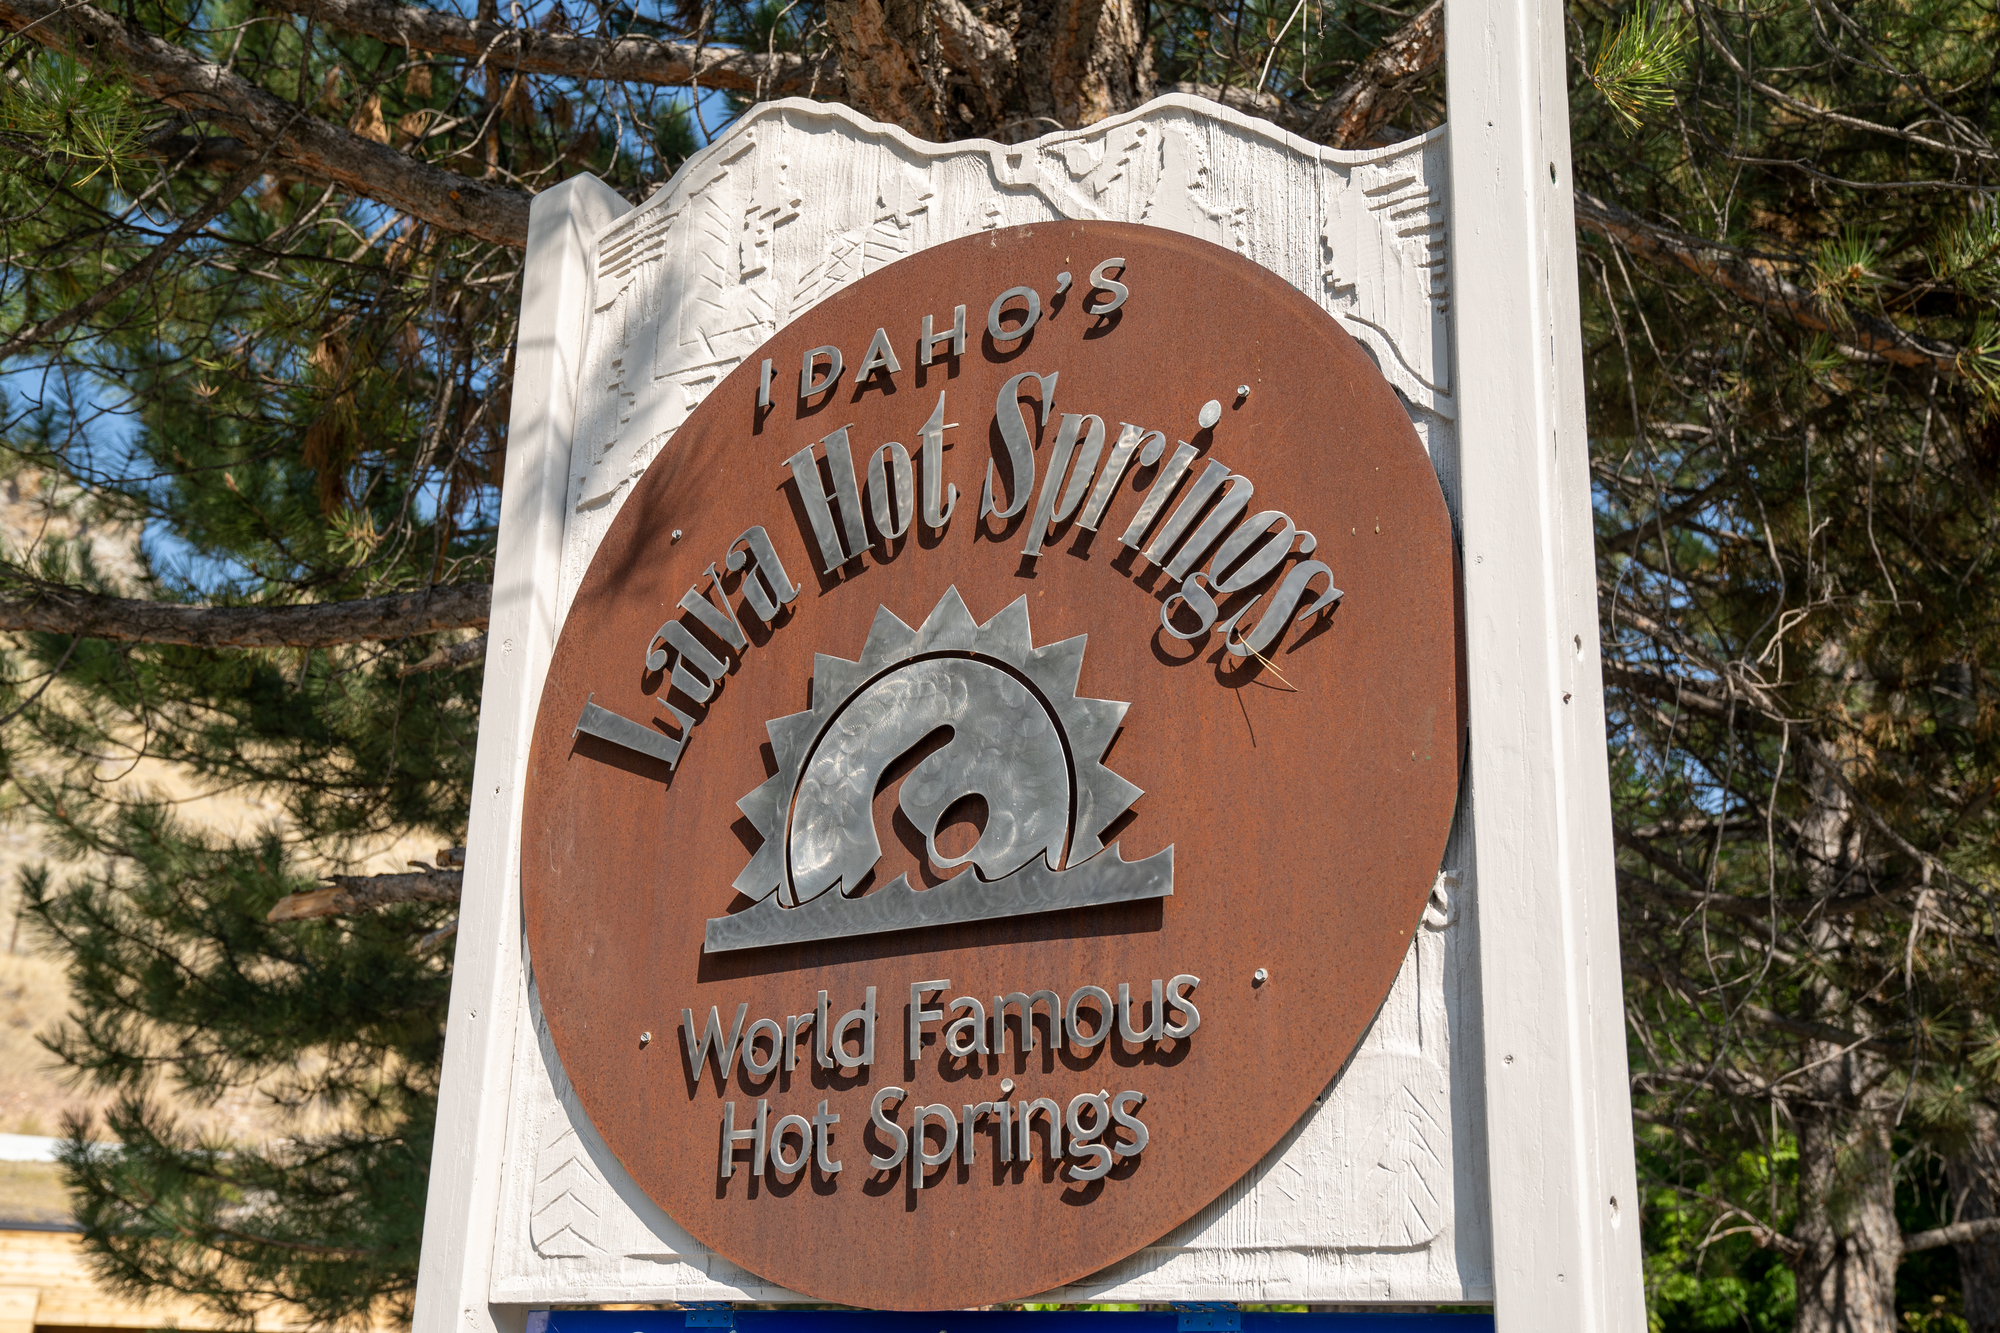 IDAHO'S
Lava Hot Springs
World Famous
Hot Springs